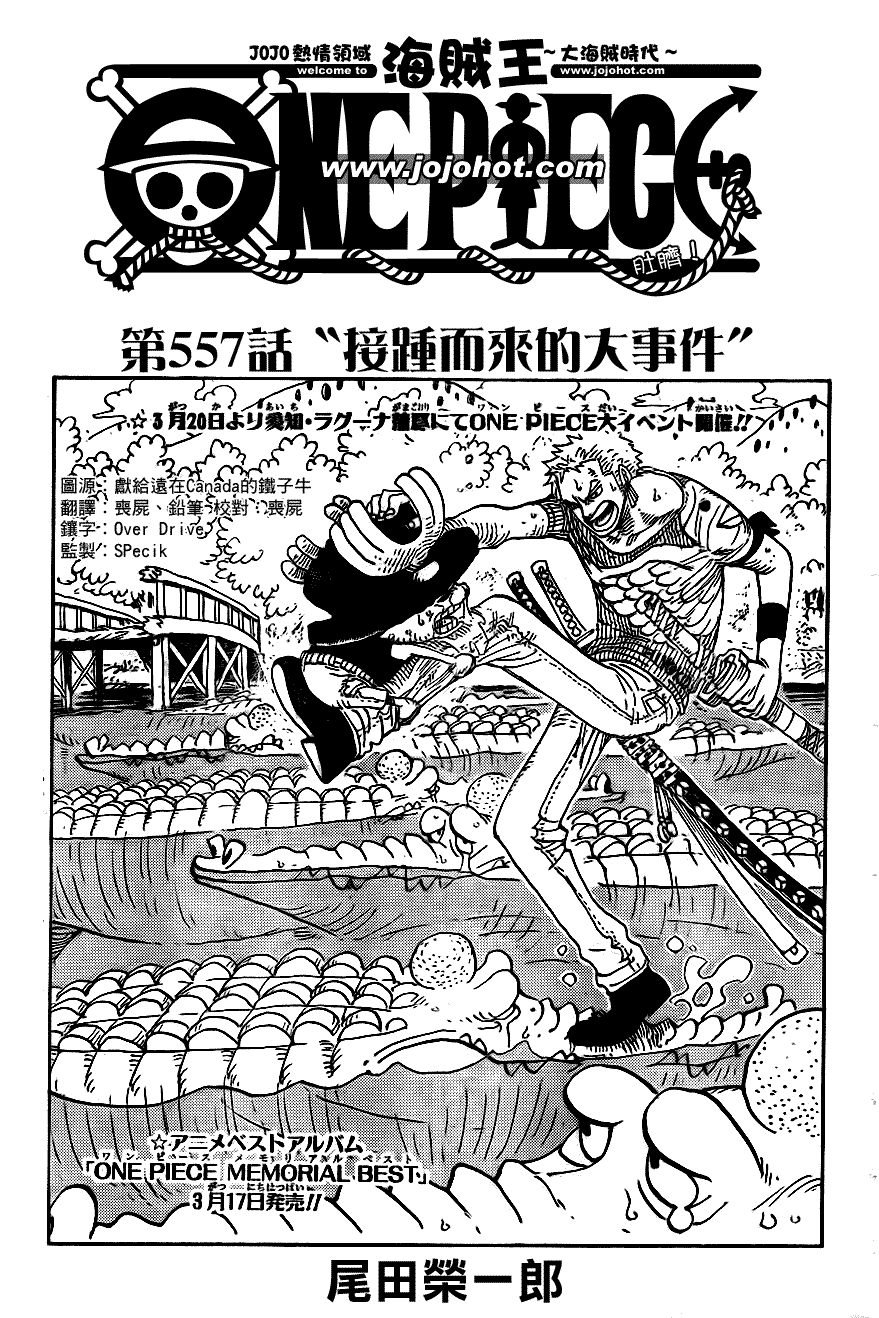 JOJO 熱情領域 海賊王 ~大海賊時代~
welcome to www.jojohot.com
ONE PIECE
www.jojohot.com
肚臍!
第557話 〝接踵而來的大事件〞
☆3月20日より愛知・ラグーナ蒲郡にてONE PIECE大イベント開催!!
圖源:獻給遠在Canada的鐵子牛
翻譯:喪屍、鉛筆 校對:喪屍
鑲字:Over Drive
監製:SPecik
☆アニメベストアルバム
「ONE PIECE MEMORIAL BEST」
3月17日発売!!
尾田榮一郎